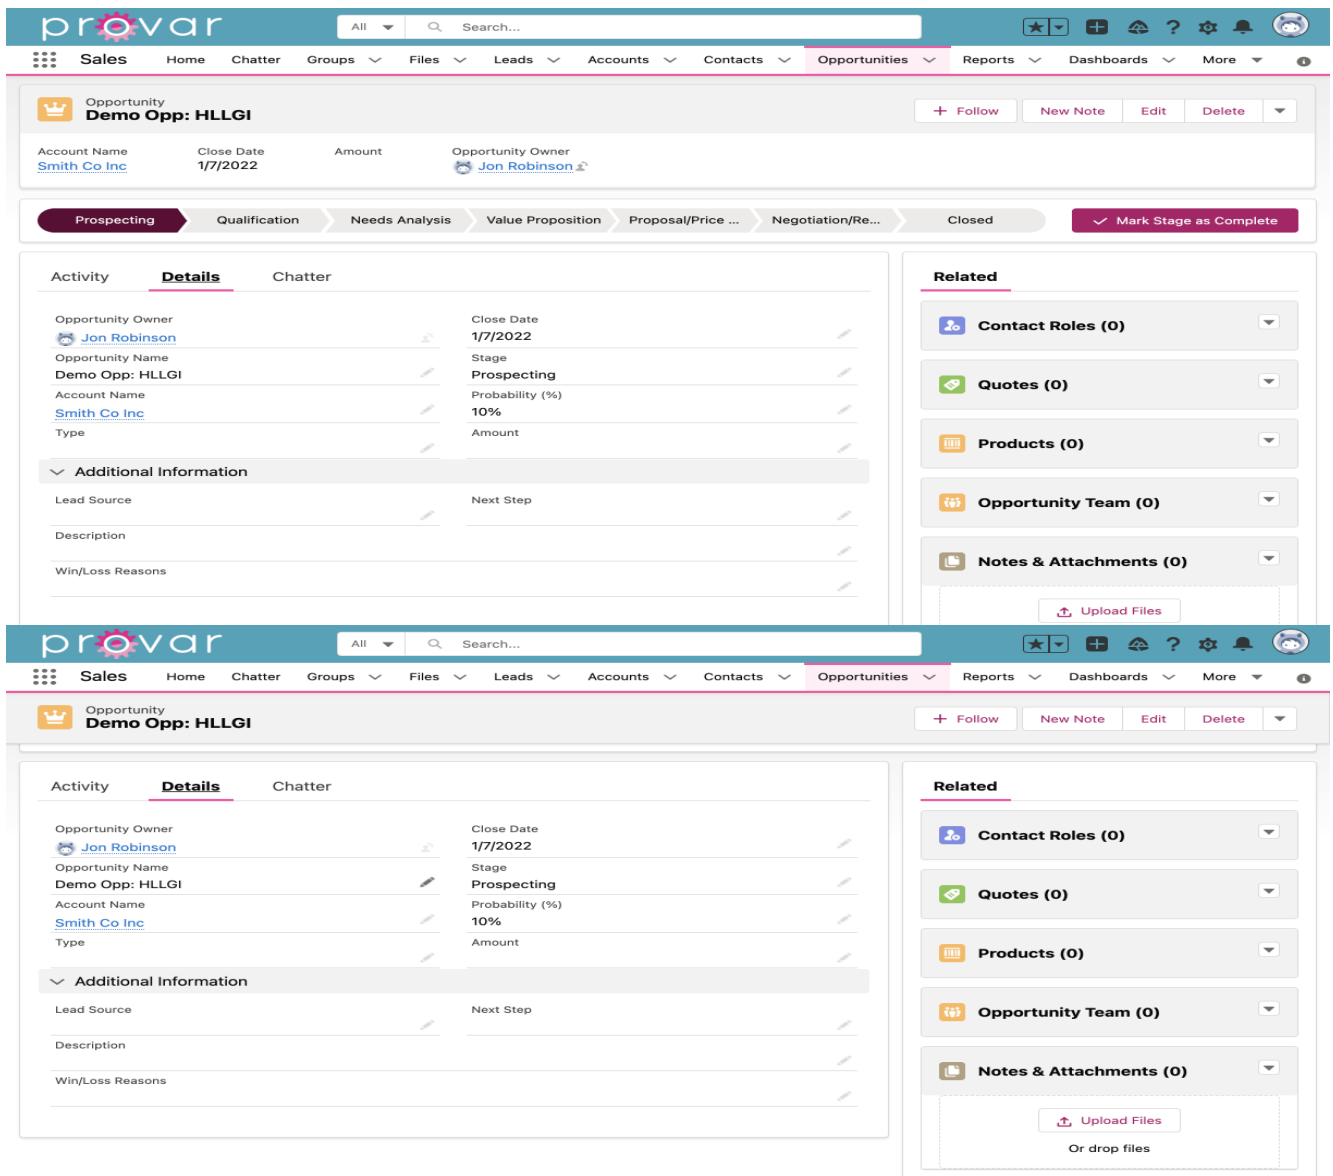 provar All Search...
Sales Home Chatter Groups Files Leads Accounts Contacts Opportunities Reports Dashboards More
Opportunity
Demo Opp: HLLGI
+ Follow New Note Edit Delete
Account Name Close Date Amount Opportunity Owner
Smith Co Inc 1/7/2022 Jon Robinson
Prospecting Qualification Needs Analysis Value Proposition Proposal/Price ... Negotiation/Re... Closed Mark Stage as Complete
Activity Details Chatter
Opportunity Owner Close Date
Jon Robinson 1/7/2022
Opportunity Name Stage
Demo Opp: HLLGI Prospecting
Account Name Probability (%)
Smith Co Inc 10%
Type Amount
Additional Information
Lead Source Next Step
Description
Win/Loss Reasons
Related
Contact Roles (0)
Quotes (0)
Products (0)
Opportunity Team (0)
Notes & Attachments (0)
Upload Files
provar All Search...
Sales Home Chatter Groups Files Leads Accounts Contacts Opportunities Reports Dashboards More
Opportunity
Demo Opp: HLLGI
+ Follow New Note Edit Delete
Activity Details Chatter
Opportunity Owner Close Date
Jon Robinson 1/7/2022
Opportunity Name Stage
Demo Opp: HLLGI Prospecting
Account Name Probability (%)
Smith Co Inc 10%
Type Amount
Additional Information
Lead Source Next Step
Description
Win/Loss Reasons
Related
Contact Roles (0)
Quotes (0)
Products (0)
Opportunity Team (0)
Notes & Attachments (0)
Upload Files
Or drop files